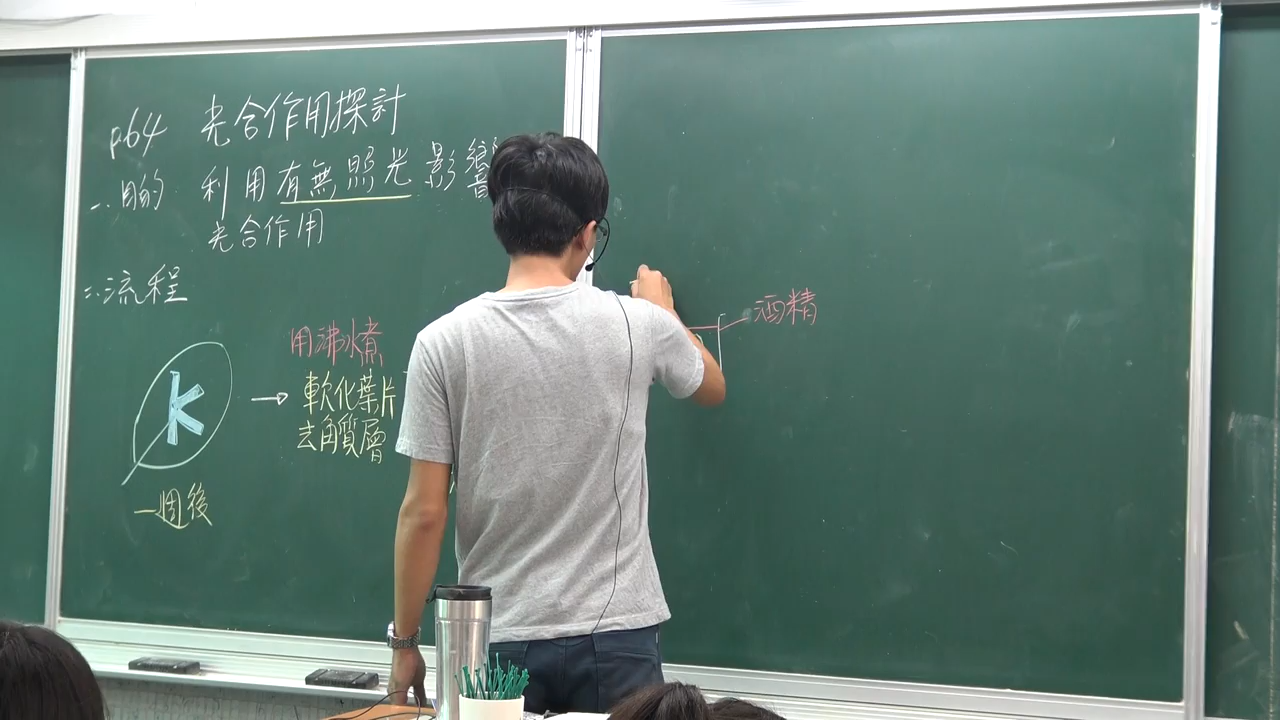 p64 光合作用探討
一、目的 利用有無照光影響
光合作用
二、流程
用沸水煮
軟化葉片
去角質層
K
一週後
酒精